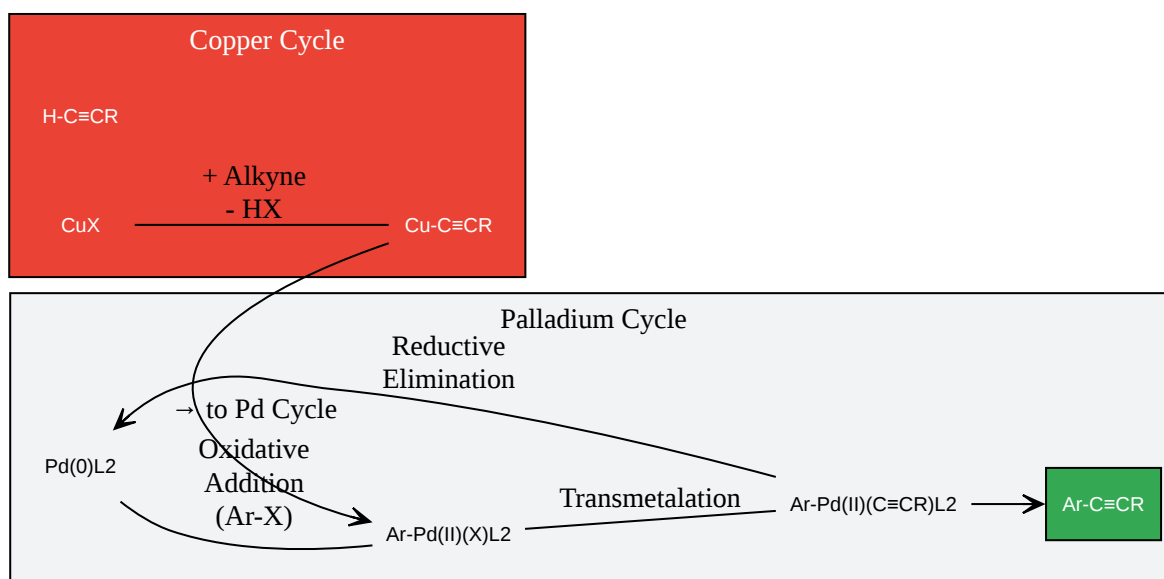 Copper Cycle
H-C≡CR
+ Alkyne
- HX
CuX
Cu-C≡CR
Palladium Cycle
Reductive
Elimination
→ to Pd Cycle
Oxidative
Addition
(Ar-X)
Pd(0)L2
Ar-Pd(II)(X)L2
Transmetalation
Ar-Pd(II)(C≡CR)L2
Ar-C≡CR